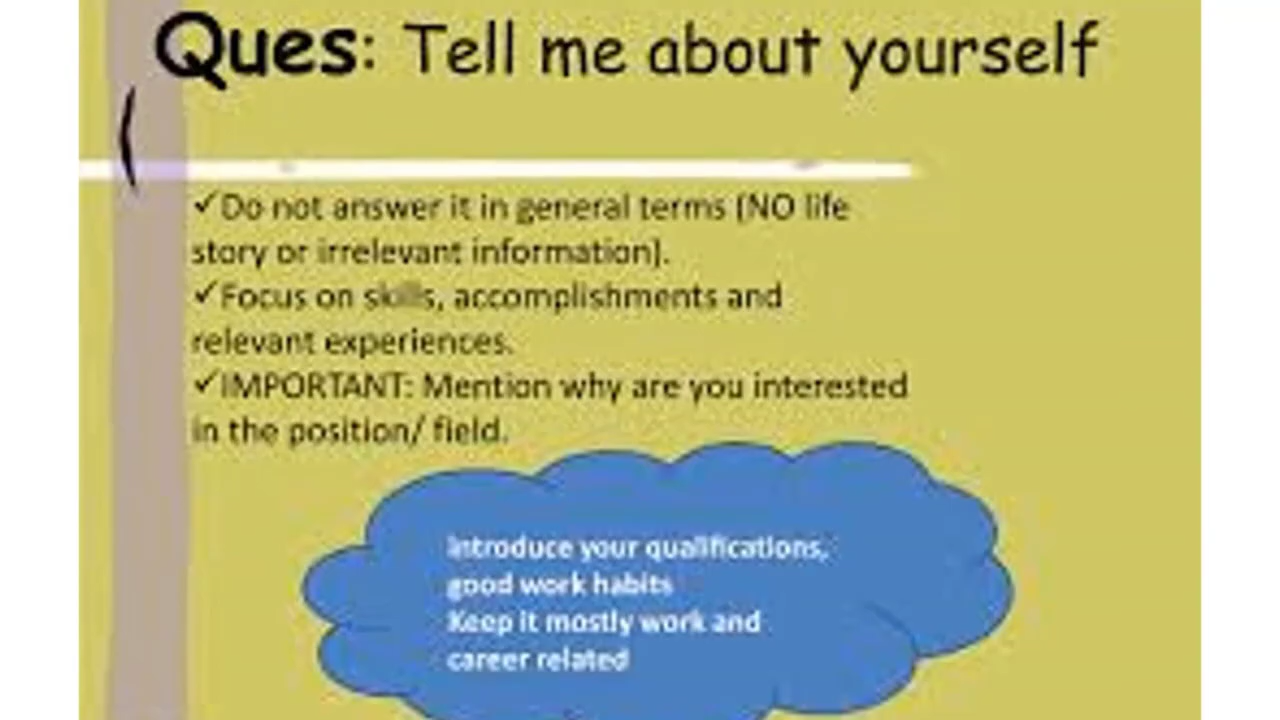 Ques: Tell me about yourself
✓Do not answer it in general terms (NO life
story or irrelevant information).
✓Focus on skills, accomplishments and
relevant experiences.
✓IMPORTANT: Mention why are you interested
in the position/ field.
Introduce your qualifications,
good work habits
Keep it mostly work and
career related